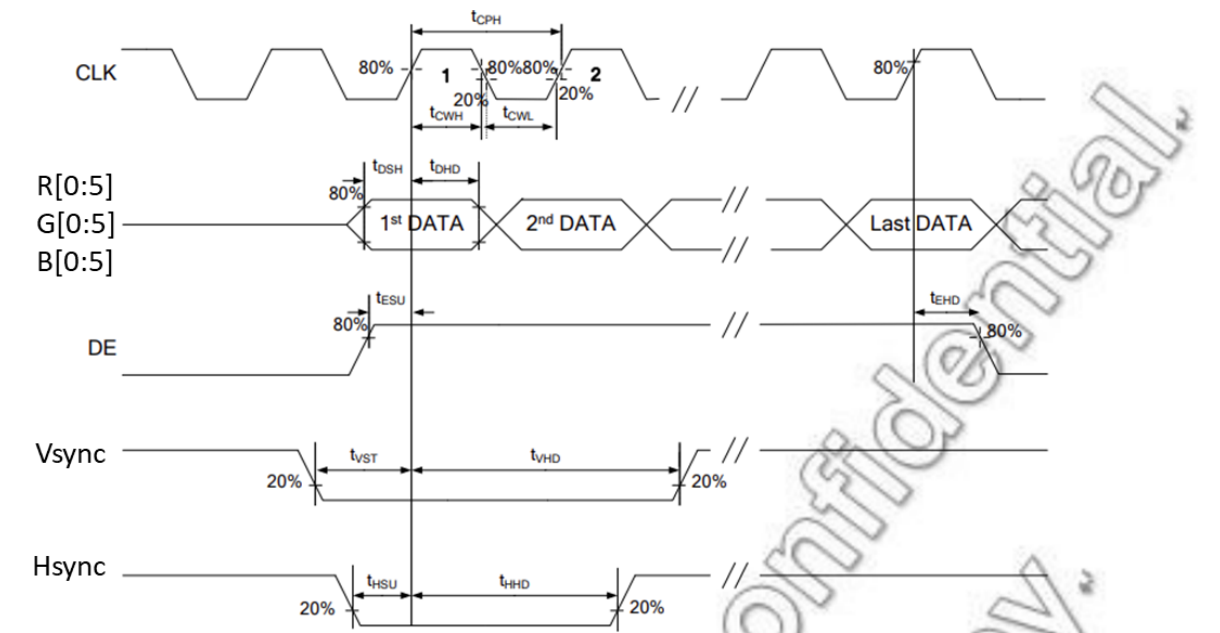 tCPH
CLK
80%
1
80%80%
2
20%
20%
80%
tCWH
tCWL
tDSH
tDHD
R[0:5]
G[0:5]
B[0:5]
80%
1st DATA
2nd DATA
Last DATA
tESU
tEHD
80%
80%
DE
Vsync
tVST
tVHD
20%
20%
Hsync
tHSU
tHHD
20%
20%
onfidential.
y.